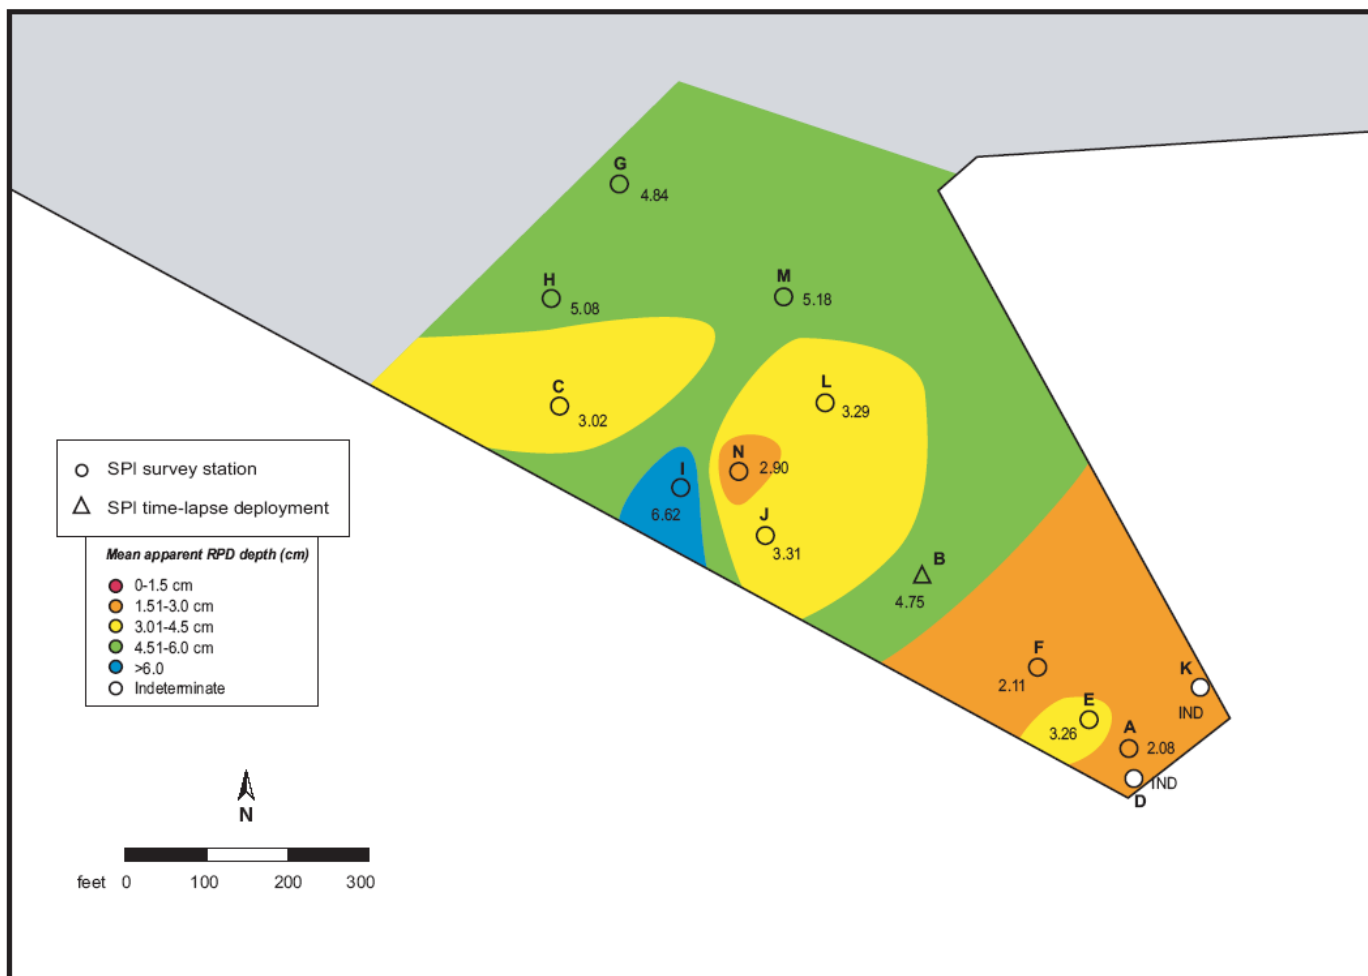 G
4.84
H
5.08
M
5.18
C
3.02
L
3.29
N
2.90
I
6.62
J
3.31
B
4.75
F
2.11
K
IND
E
3.26
A
2.08
IND
D
SPI survey station
SPI time-lapse deployment
Mean apparent RPD depth (cm)
0-1.5 cm
1.51-3.0 cm
3.01-4.5 cm
4.51-6.0 cm
>6.0
Indeterminate
N
feet 0 100 200 300